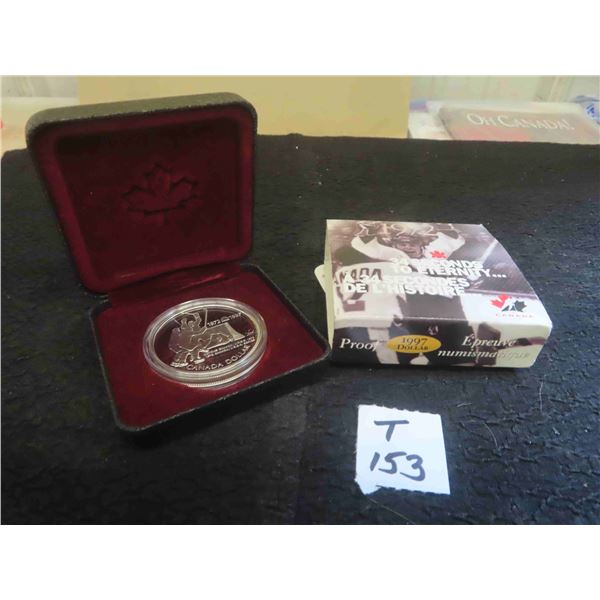 OH CANADA!
1972 1997
CANADA DOLLAR
34 SECONDS
TO ETERNITY...
34 SECONDES
DE L'HISTOIRE...
CANADA
Proof
1997
DOLLAR
Épreuve
numismatique
T
153